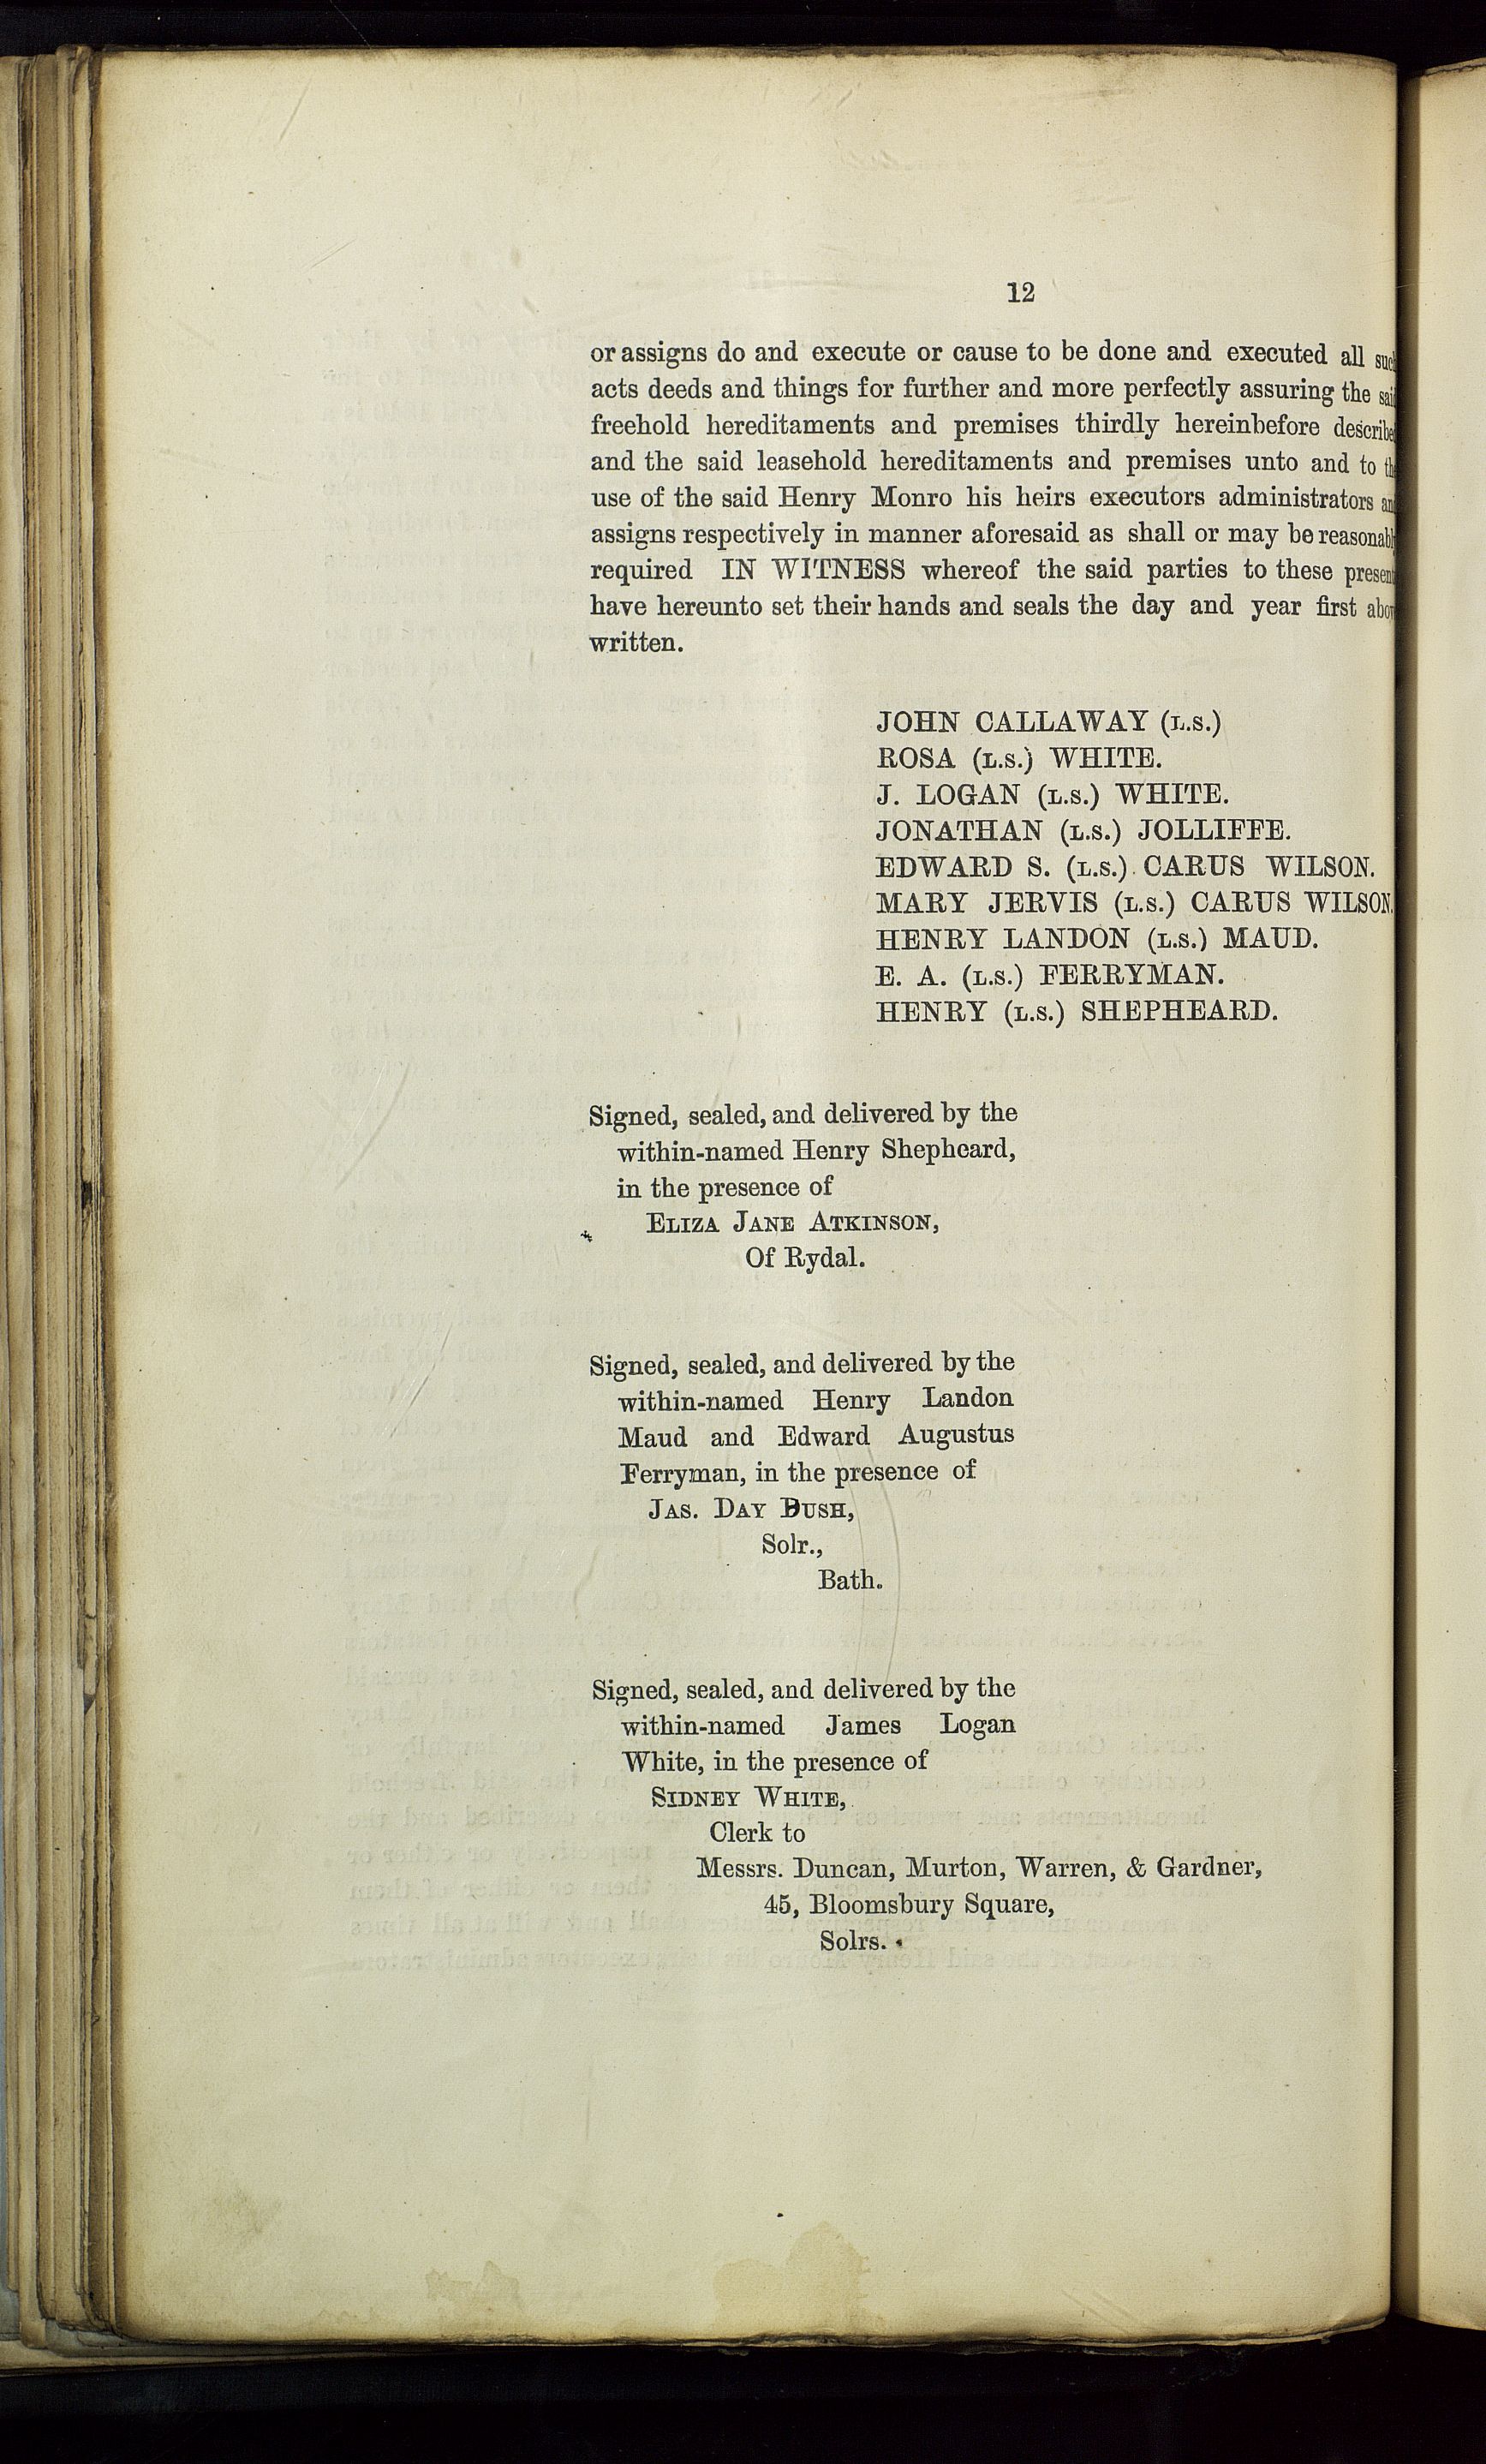 12
or assigns do and execute or cause to be done and executed all suc
acts deeds and things for further and more perfectly assuring the sai
freehold hereditaments and premises thirdly hereinbefore describe
and the said leasehold hereditaments and premises unto and to th
use of the said Henry Monro his heirs executors administrators an
assigns respectively in manner aforesaid as shall or may be reasonabl
required IN WITNESS whereof the said parties to these present
have hereunto set their hands and seals the day and year first abov
written.
JOHN CALLAWAY (L.S.)
ROSA (L.S.) WHITE.
J. LOGAN (L.S.) WHITE.
JONATHAN (L.S.) JOLLIFFE.
EDWARD S. (L.S.) CARUS WILSON.
MARY JERVIS (L.S.) CARUS WILSON.
HENRY LANDON (L.S.) MAUD.
E. A. (L.S.) FERRYMAN.
HENRY (L.S.) SHEPHEARD.
Signed, sealed, and delivered by the
within-named Henry Shepheard,
in the presence of
ELIZA JANE ATKINSON,
Of Rydal.
Signed, sealed, and delivered by the
within-named Henry Landon
Maud and Edward Augustus
Ferryman, in the presence of
JAS. DAY BUSH,
Solr.,
Bath.
Signed, sealed, and delivered by the
within-named James Logan
White, in the presence of
SIDNEY WHITE,
Clerk to
Messrs. Duncan, Murton, Warren, & Gardner,
45, Bloomsbury Square,
Solrs.